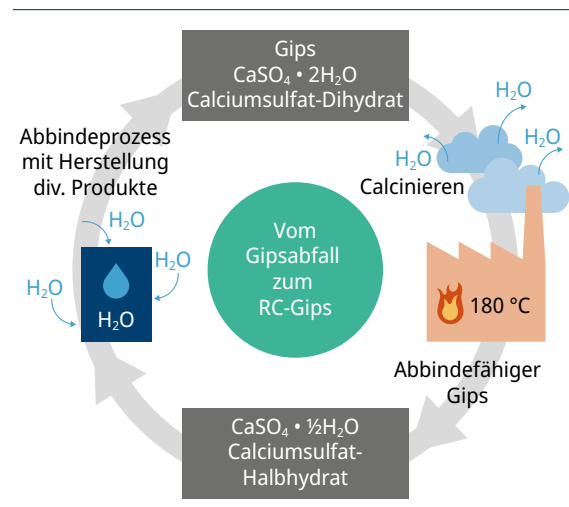 Gips
CaSO₄ • 2H₂O
Calciumsulfat-Dihydrat
H₂O
H₂O
H₂O
Calcinieren
180 °C
Abbindefähiger
Gips
CaSO₄ • ½H₂O
Calciumsulfat-
Halbhydrat
Abbindeprozess
mit Herstellung
div. Produkte
H₂O
H₂O
H₂O
H₂O
Vom
Gipsabfall
zum
RC-Gips